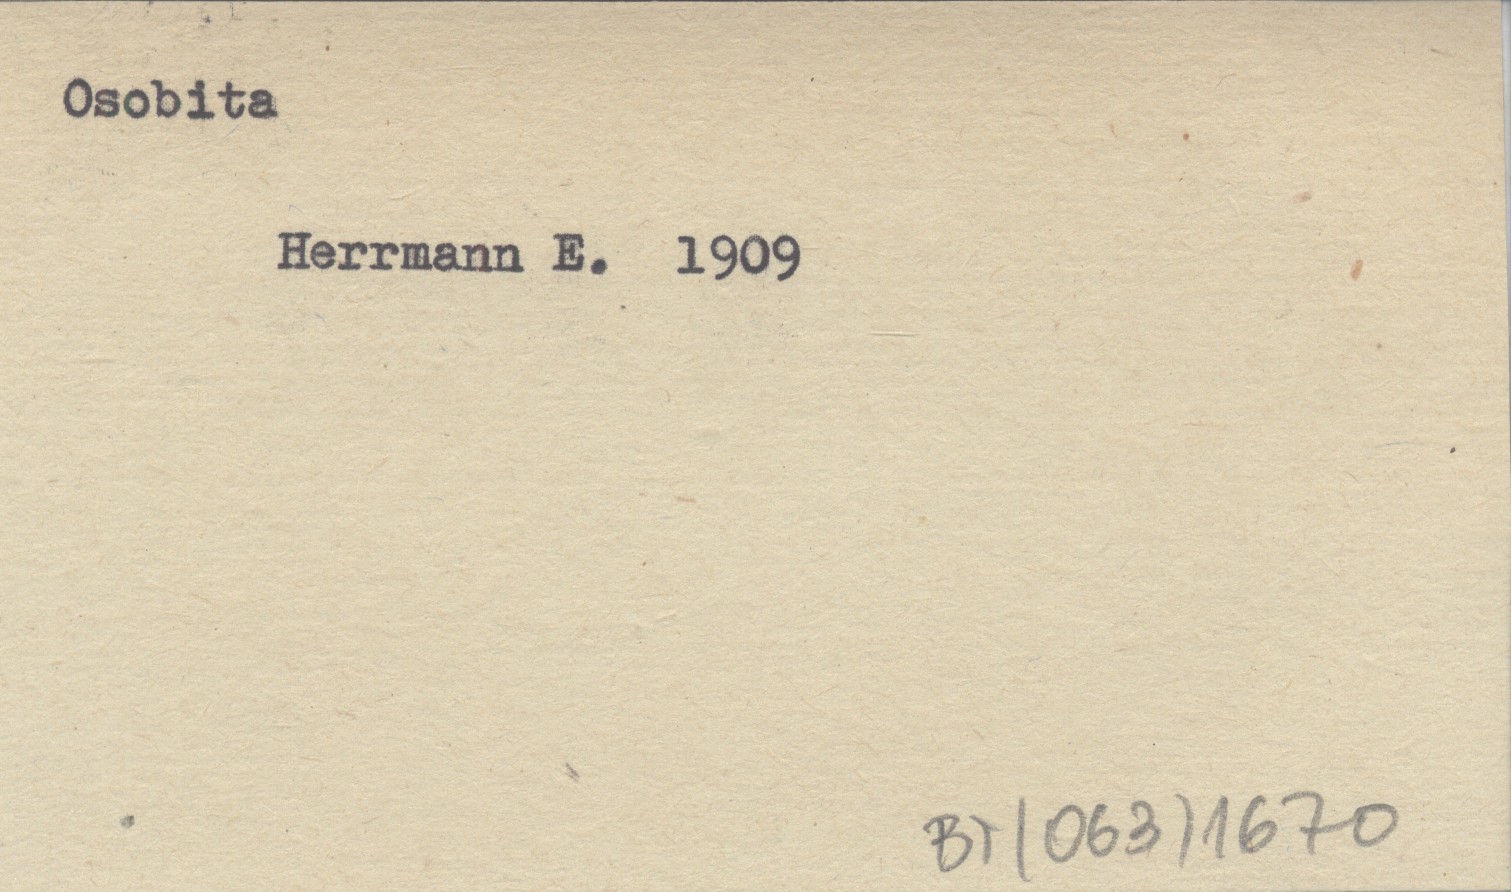 Osobita
Herrmann E. 1909
BT(063)1670